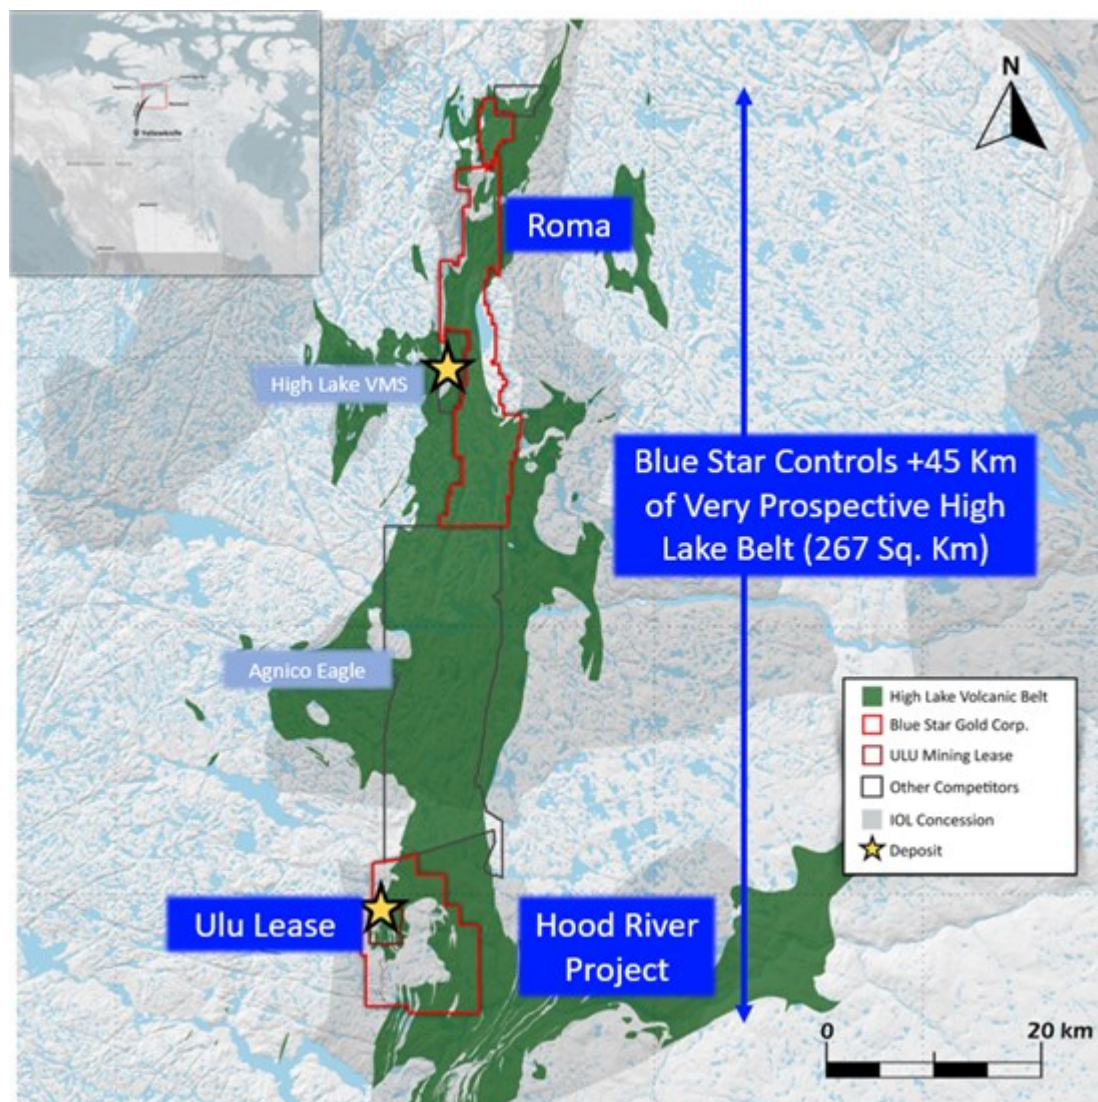 Yellowknife
N
Roma
High Lake VMS
Blue Star Controls +45 Km
of Very Prospective High
Lake Belt (267 Sq. Km)
Agnico Eagle
High Lake Volcanic Belt
Blue Star Gold Corp.
ULU Mining Lease
Other Competitors
IOL Concession
Deposit
Ulu Lease
Hood River
Project
0
20 km